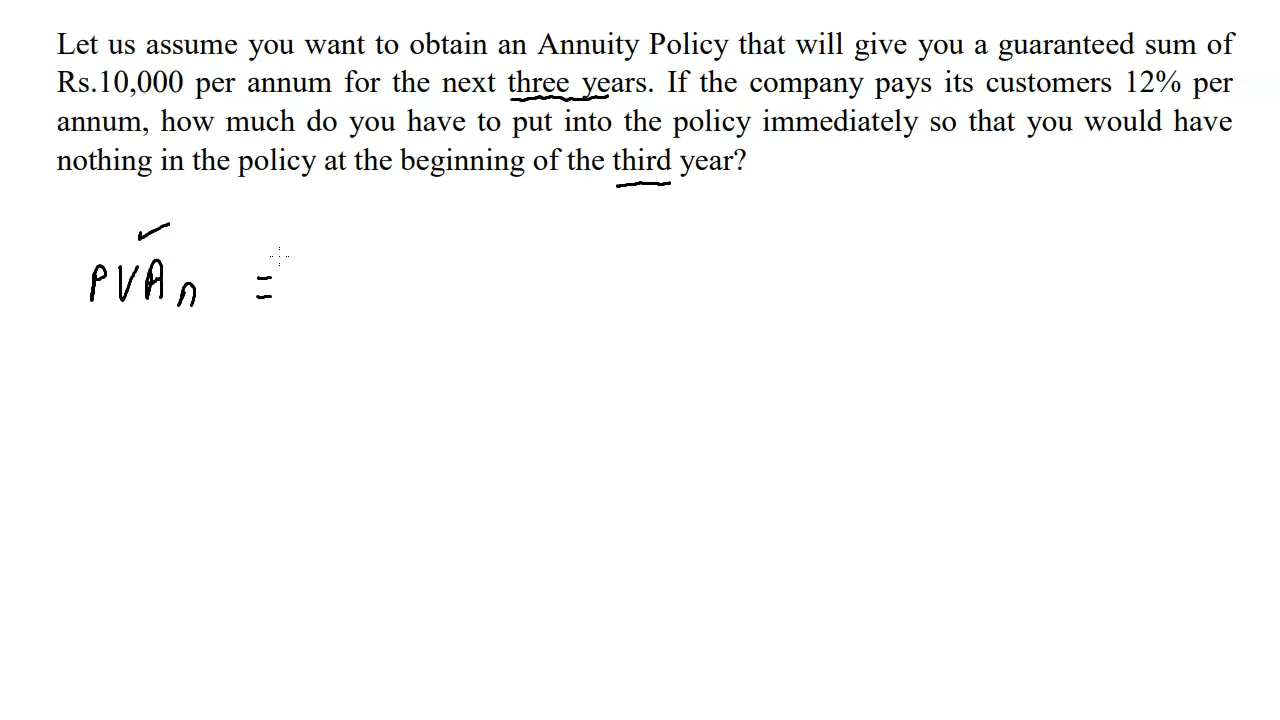 Let us assume you want to obtain an Annuity Policy that will give you a guaranteed sum of
Rs.10,000 per annum for the next three years. If the company pays its customers 12% per
annum, how much do you have to put into the policy immediately so that you would have
nothing in the policy at the beginning of the third year?
PVAn =